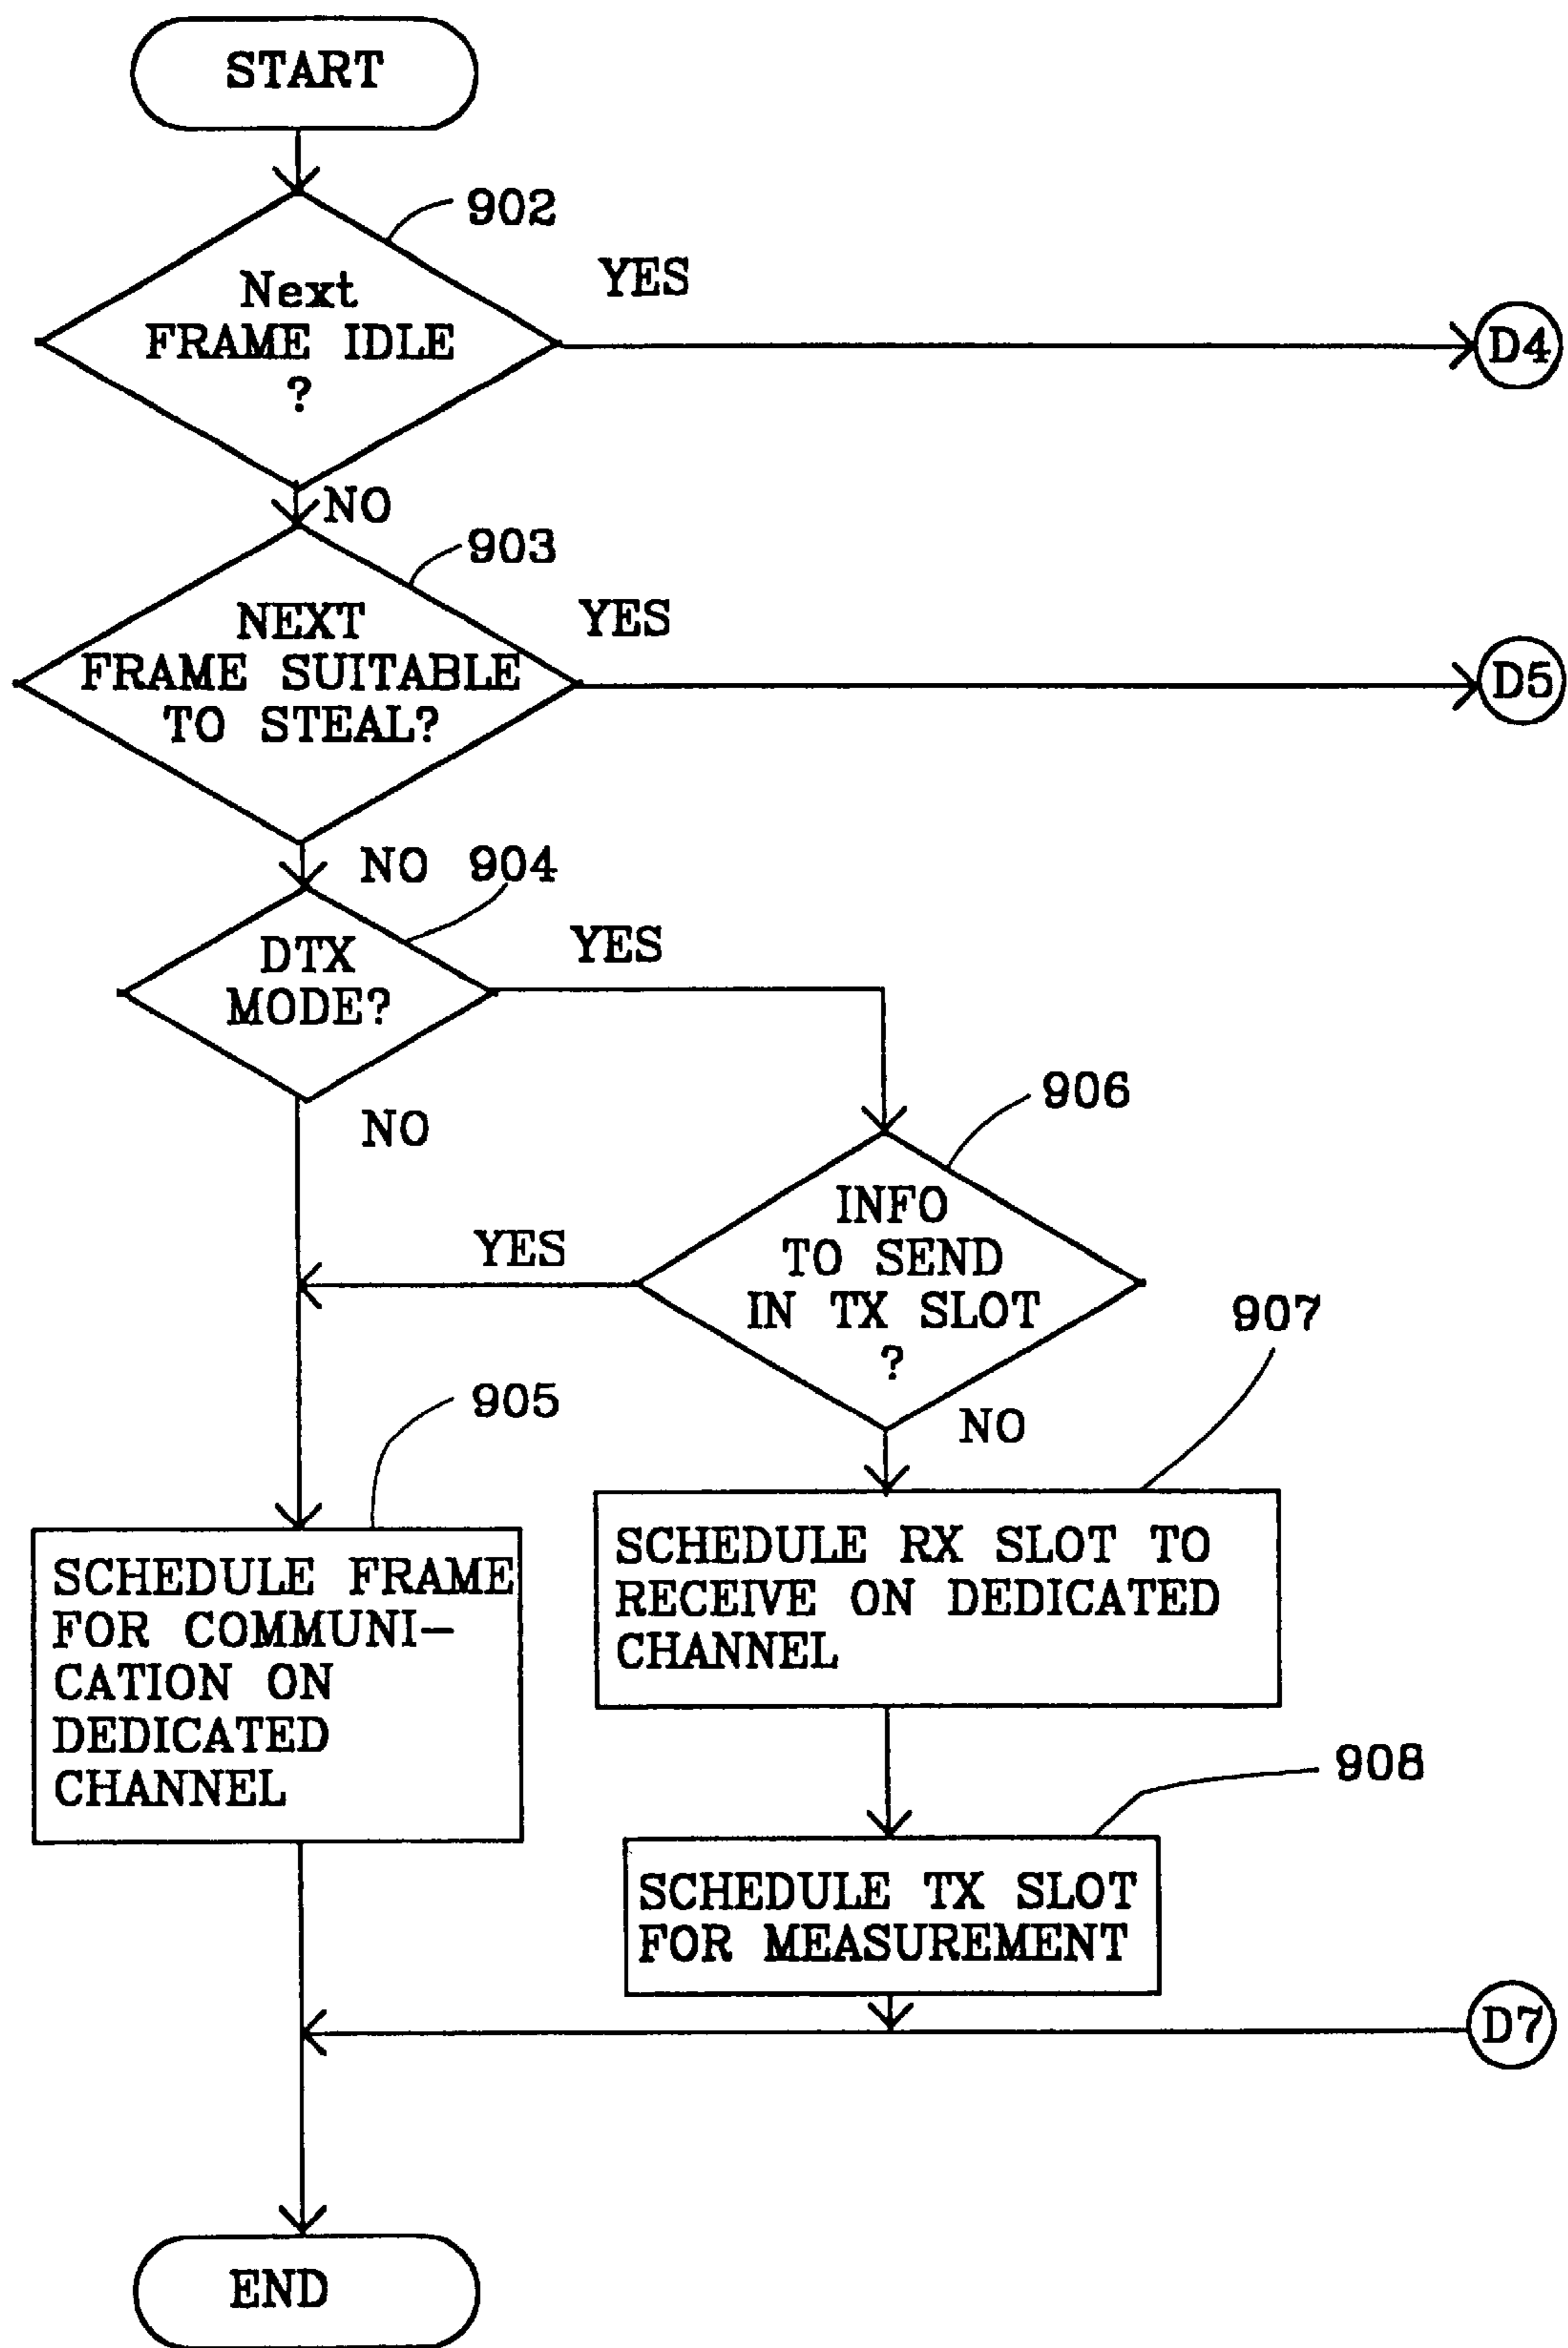 START
902
Next
FRAME IDLE
?
YES
D4
NO
903
NEXT
FRAME SUITABLE
TO STEAL?
YES
D5
NO
904
DTX
MODE?
YES
NO
906
INFO
TO SEND
IN TX SLOT
?
YES
NO
907
905
SCHEDULE FRAME
FOR COMMUNI-
CATION ON
DEDICATED
CHANNEL
SCHEDULE RX SLOT TO
RECEIVE ON DEDICATED
CHANNEL
908
SCHEDULE TX SLOT
FOR MEASUREMENT
D7
END